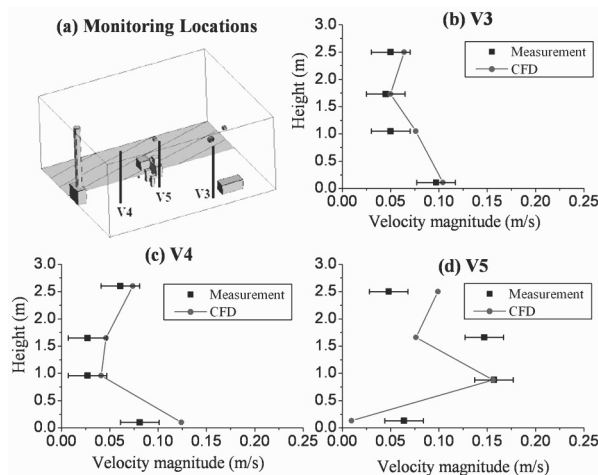 (a) Monitoring Locations
V4
V5
V3
(b) V3
Height (m)
3.0
2.5
2.0
1.5
1.0
0.5
0.0
Measurement
CFD
0.00 0.05 0.10 0.15 0.20 0.25
Velocity magnitude (m/s)
(c) V4
Height (m)
3.0
2.5
2.0
1.5
1.0
0.5
0.0
Measurement
CFD
0.00 0.05 0.10 0.15 0.20 0.25
Velocity magnitude (m/s)
(d) V5
3.0
2.5
2.0
1.5
1.0
0.5
0.0
Measurement
CFD
0.00 0.05 0.10 0.15 0.20 0.25
Velocity magnitude (m/s)